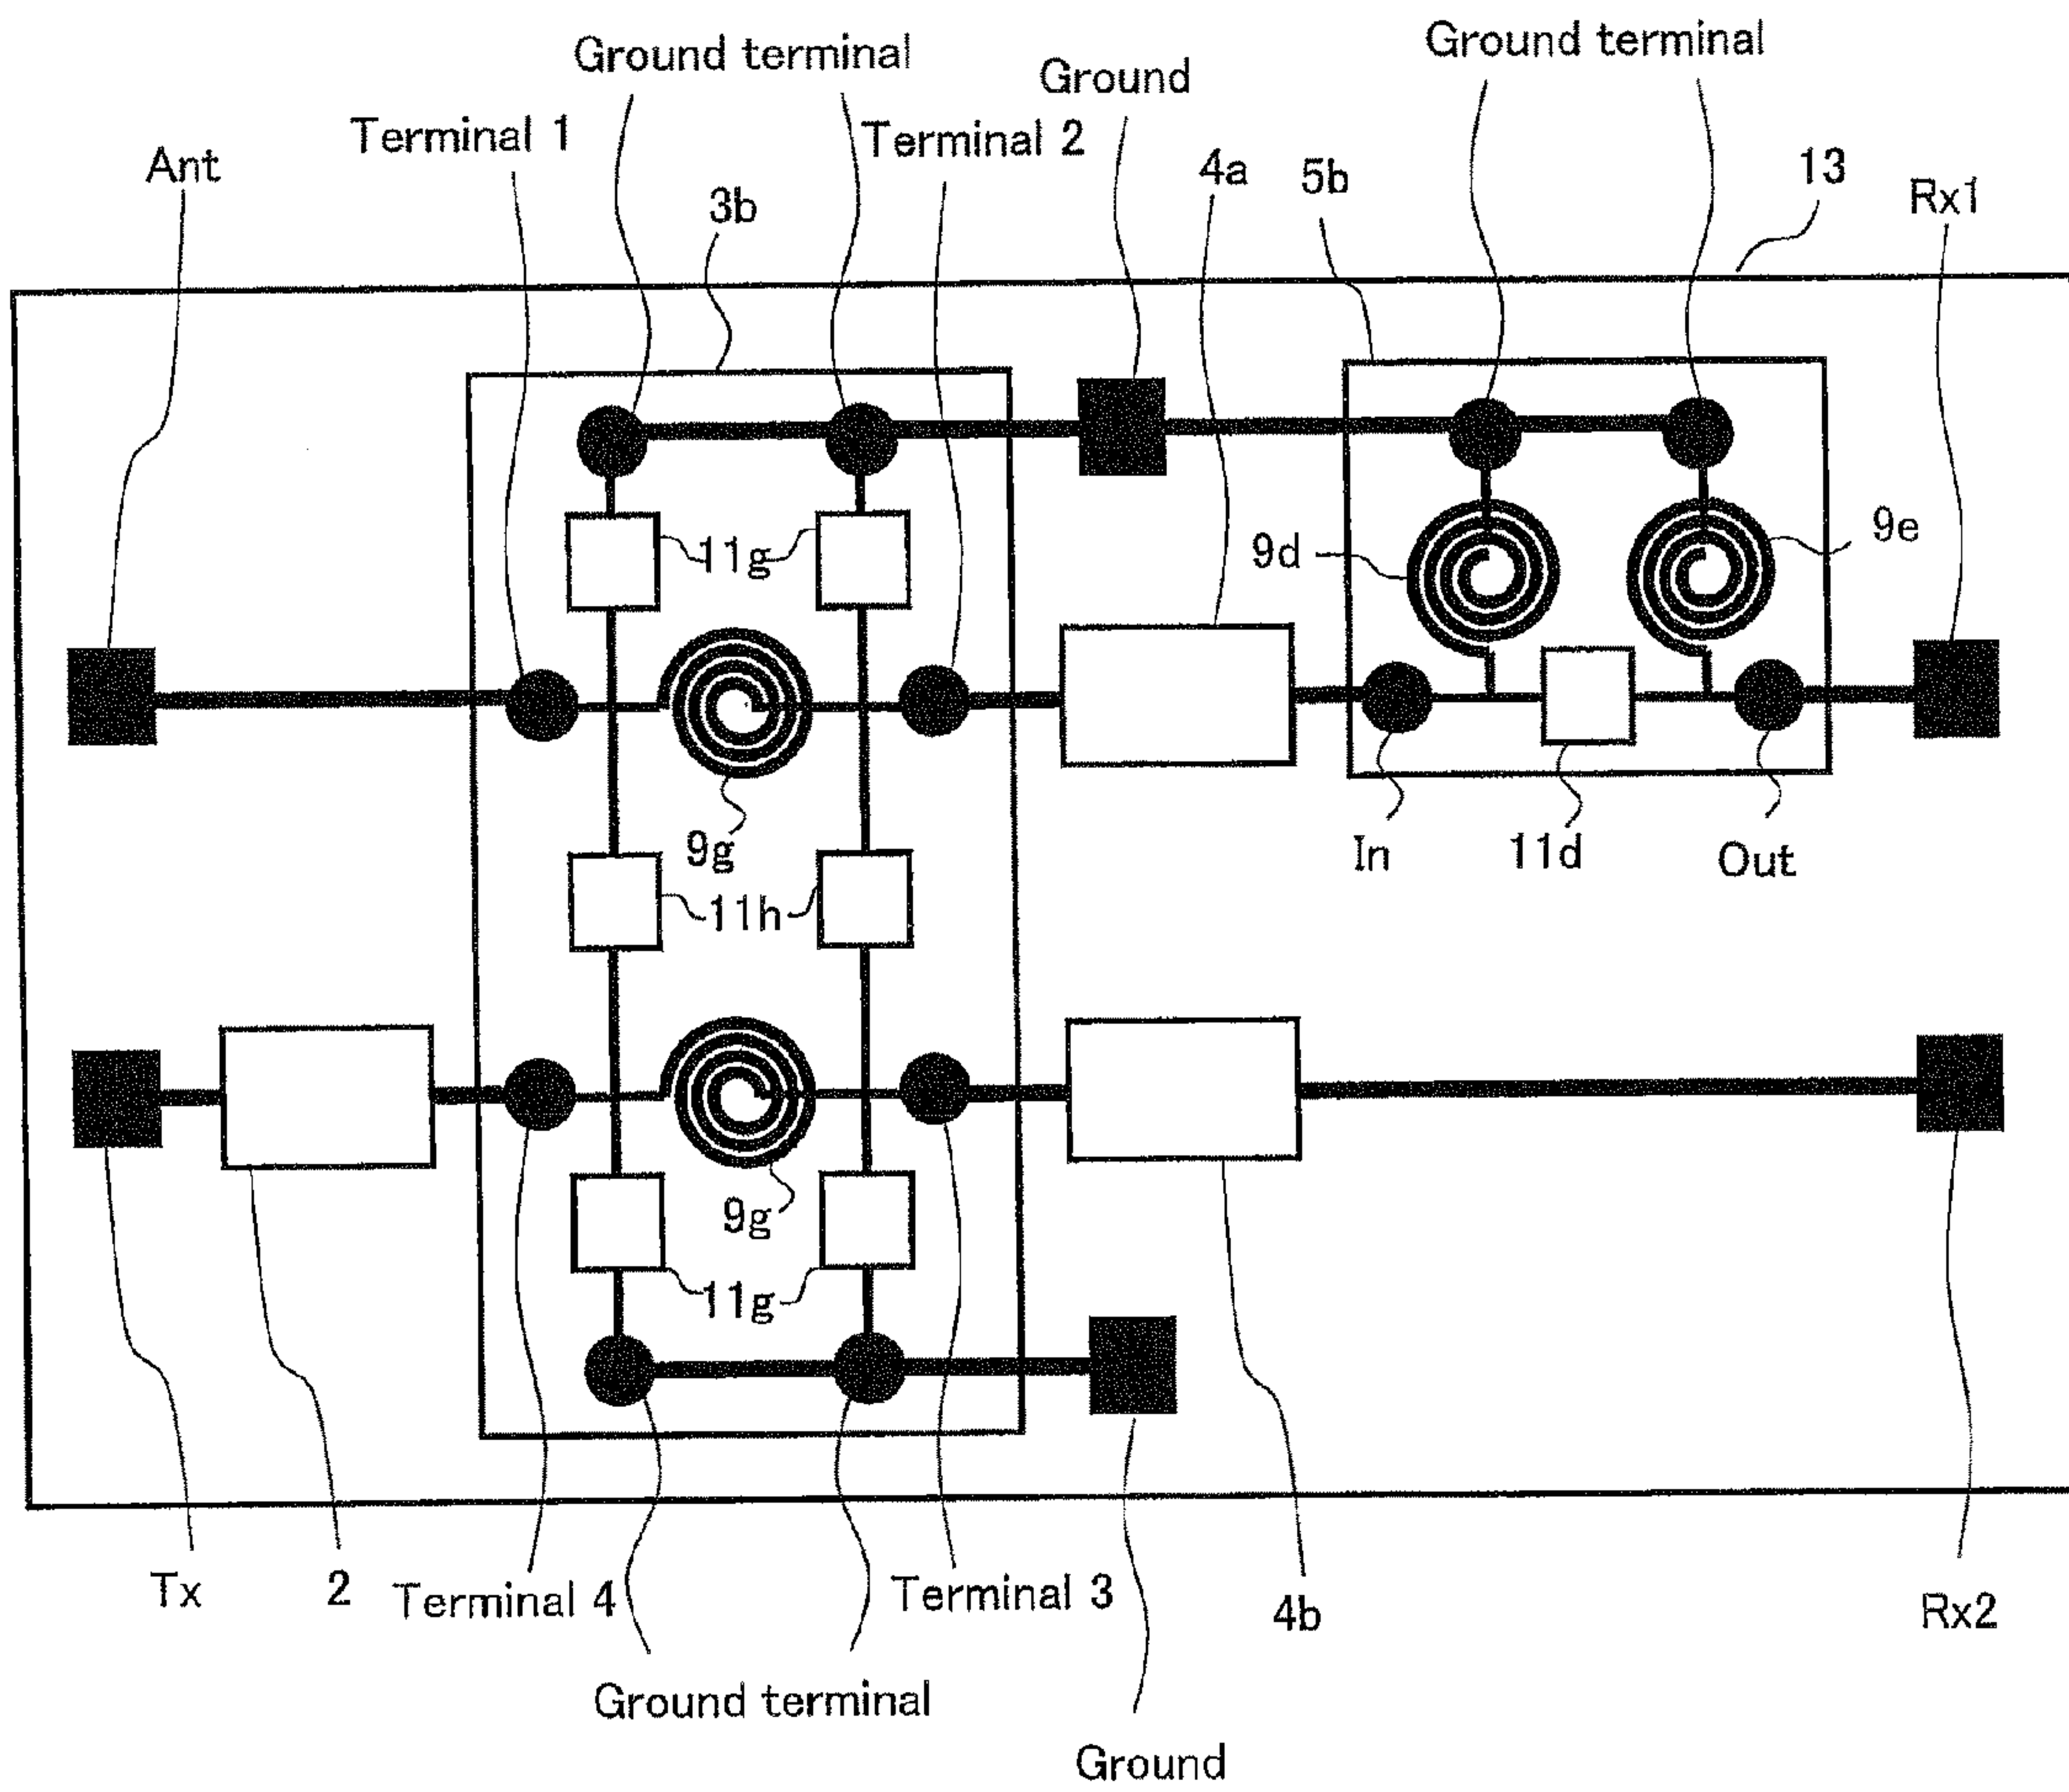 Ground terminal
Ground terminal
Ground
Terminal 1
Terminal 2
Ant
4a
5b
13
Rx1
3b
11g
9d
9e
9g
In
11d
Out
11h
9g
11g
Tx
2
Terminal 4
Terminal 3
4b
Rx2
Ground terminal
Ground